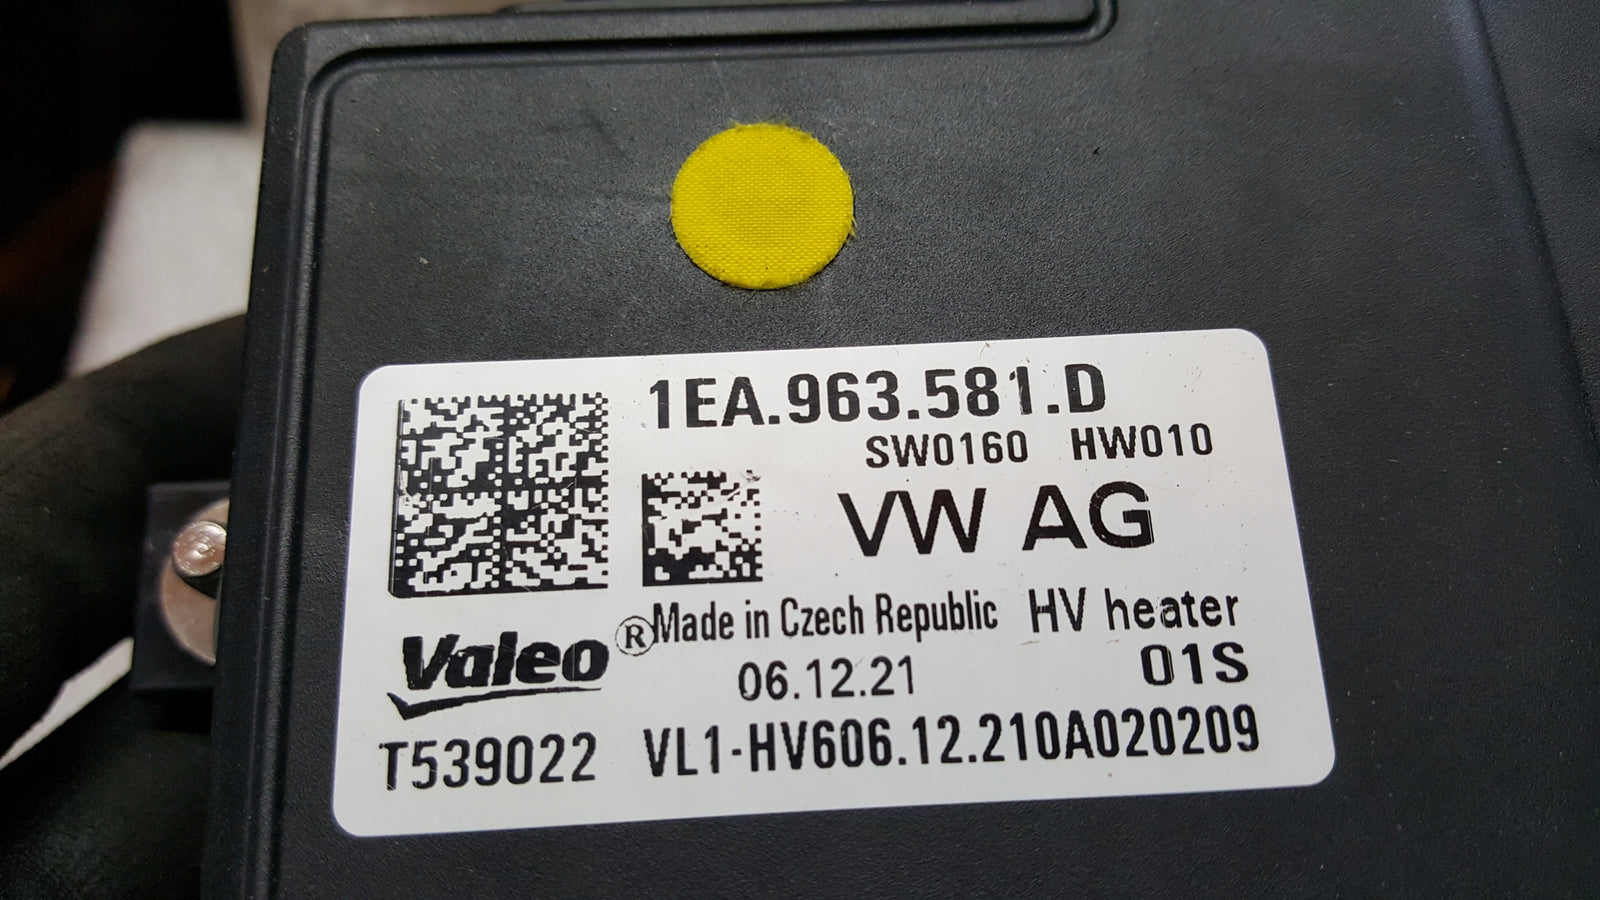 1EA.963.581.D
SW0160 HW010
VW AG
Valeo ® Made in Czech Republic HV heater
06.12.21 01S
T539022 VL1-HV606.12.210A020209